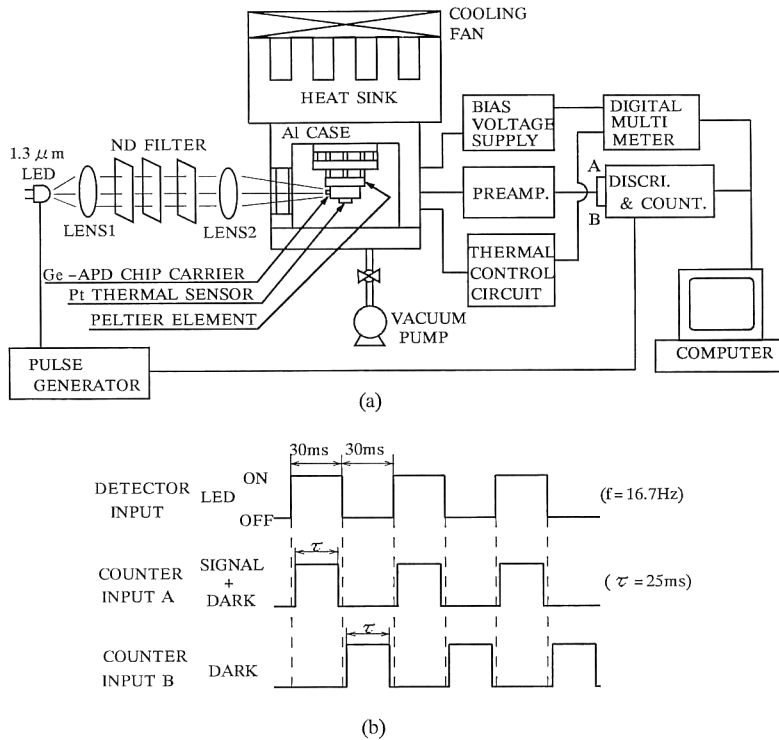 COOLING
FAN
HEAT SINK
Al CASE
BIAS
VOLTAGE
SUPPLY
DIGITAL
MULTI
METER
ND FILTER
1.3 μm
LED
LENS1
LENS2
PREAMP.
A
B
DISCRI.
& COUNT.
THERMAL
CONTROL
CIRCUIT
Ge -APD CHIP CARRIER
Pt THERMAL SENSOR
PELTIER ELEMENT
VACUUM
PUMP
COMPUTER
PULSE
GENERATOR
(a)
30ms 30ms
DETECTOR
INPUT
LED
ON
OFF
(f=16.7Hz)
τ
COUNTER
INPUT A
SIGNAL
+
DARK
( τ =25ms)
τ
COUNTER
INPUT B
DARK
(b)